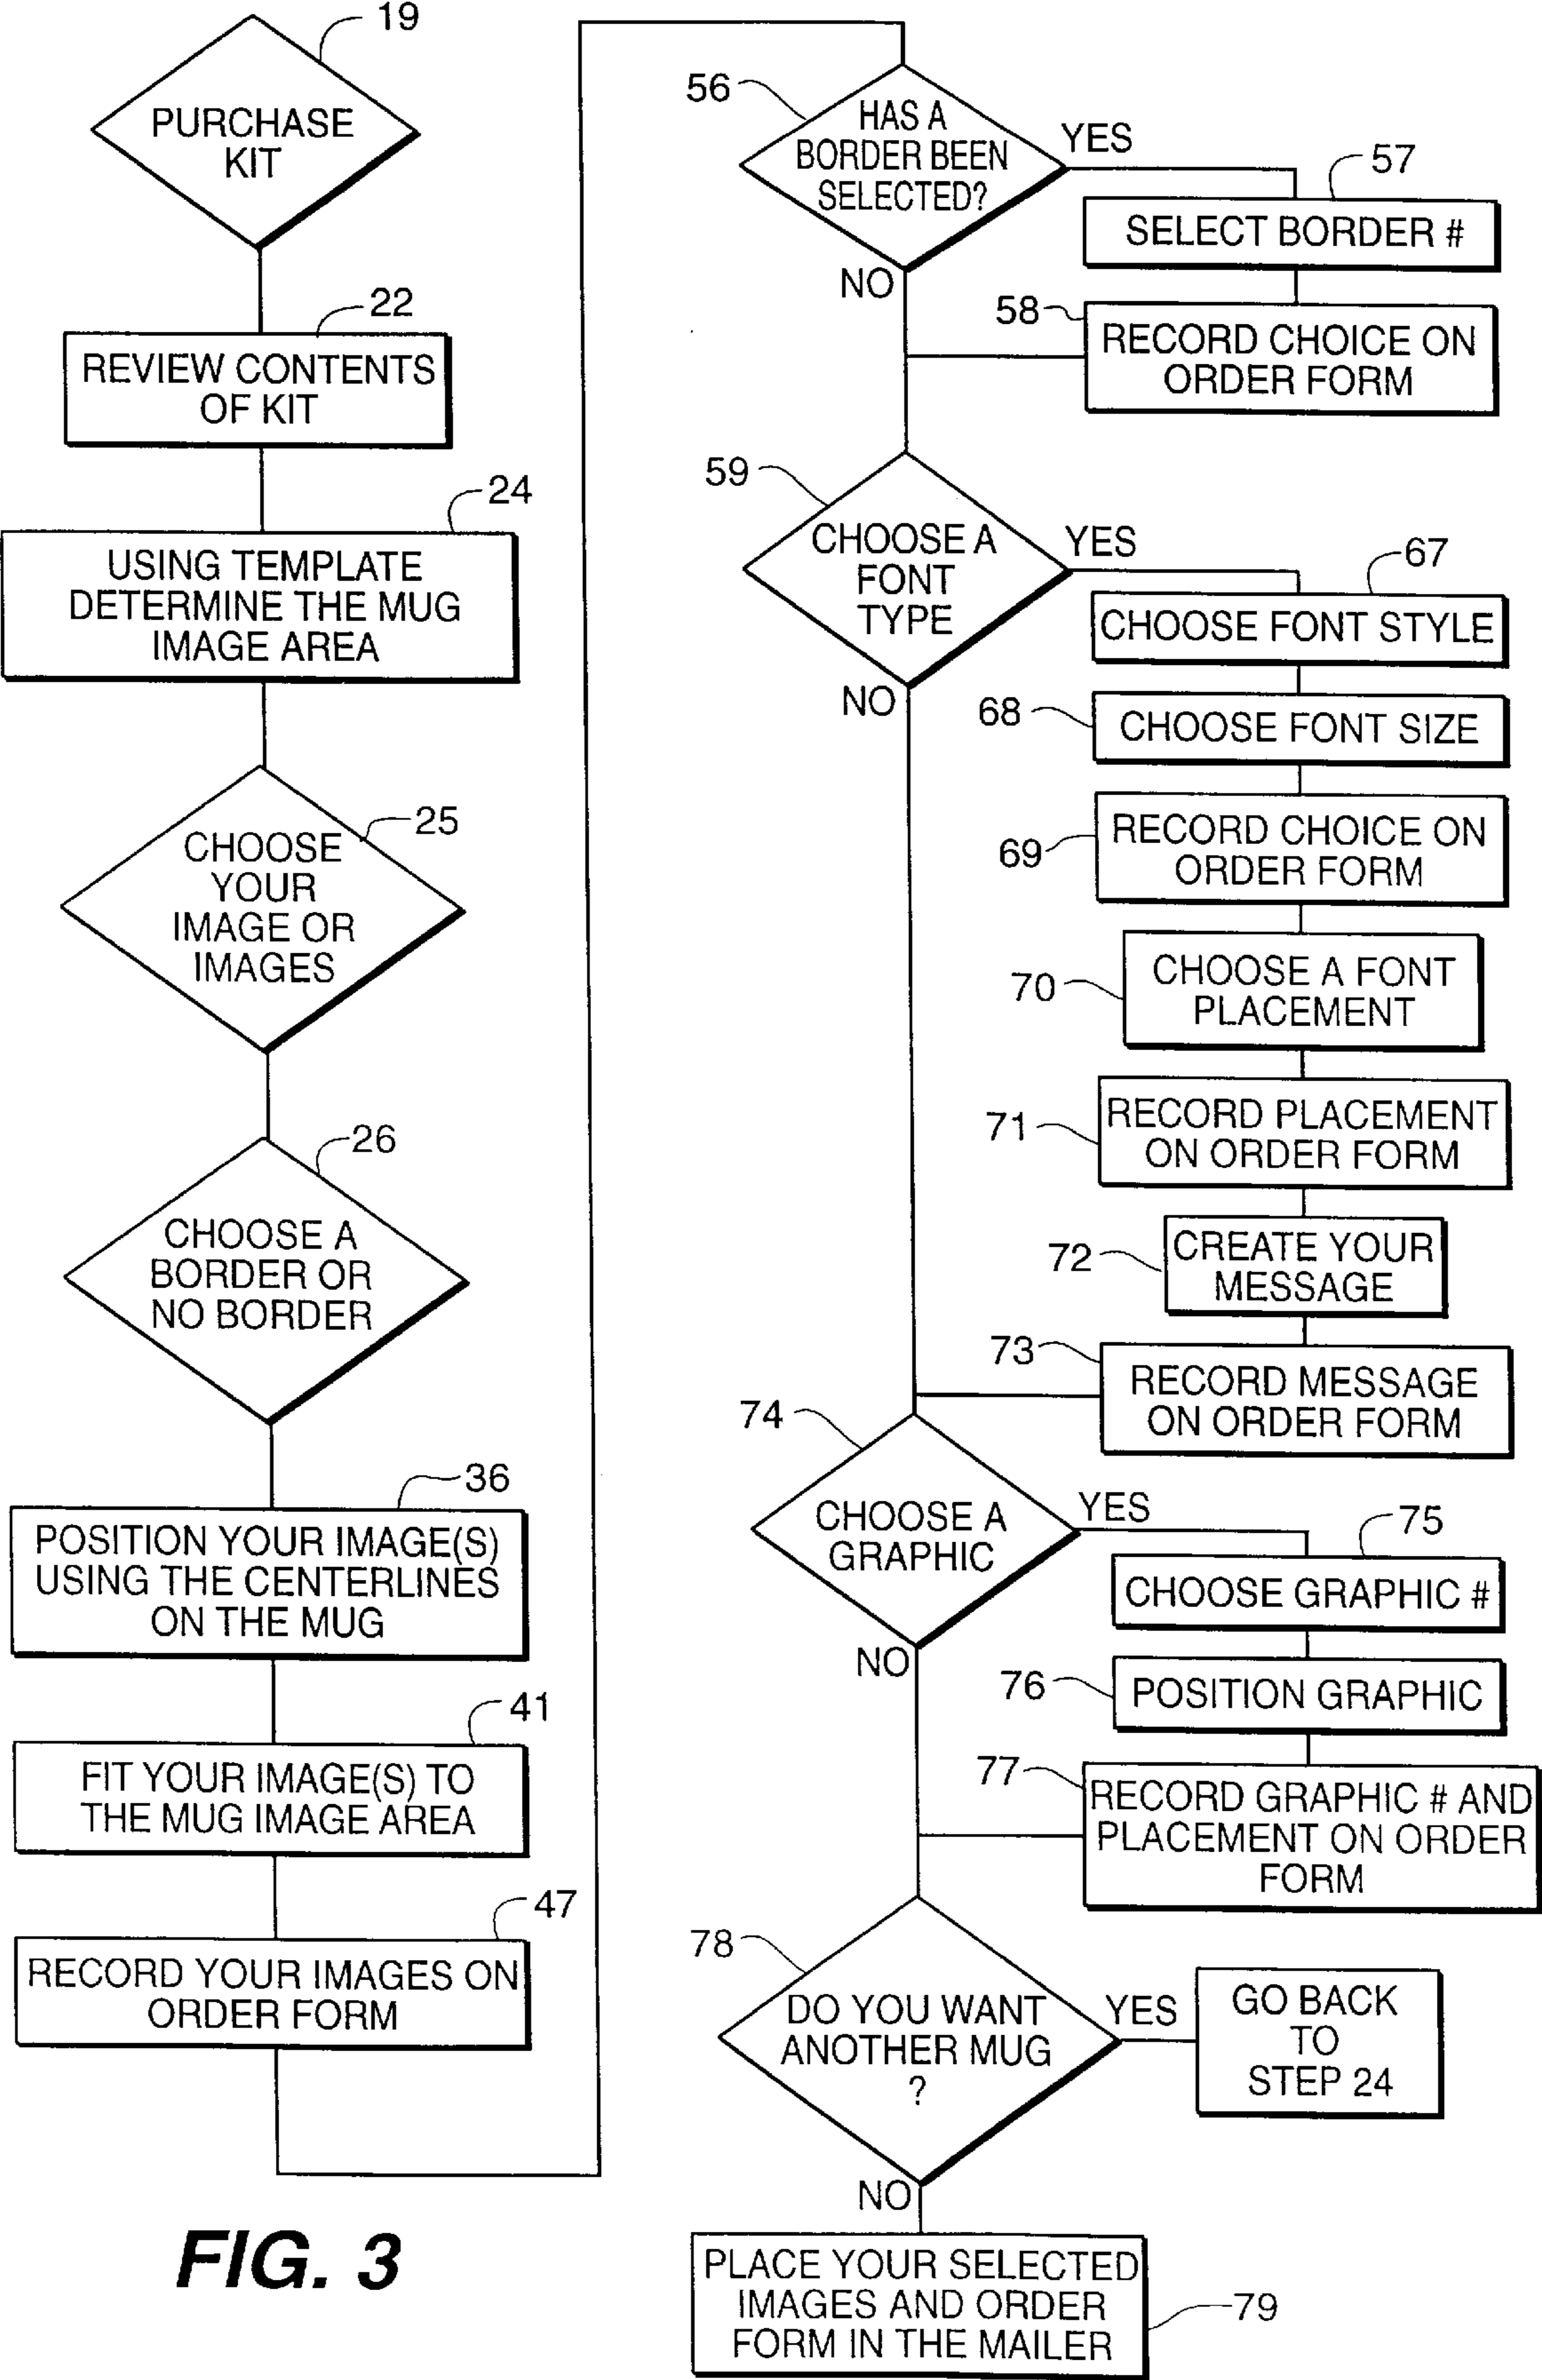 19
PURCHASE
KIT
22
REVIEW CONTENTS
OF KIT
24
USING TEMPLATE
DETERMINE THE MUG
IMAGE AREA
25
CHOOSE
YOUR
IMAGE OR
IMAGES
26
CHOOSE A
BORDER OR
NO BORDER
36
POSITION YOUR IMAGE(S)
USING THE CENTERLINES
ON THE MUG
41
FIT YOUR IMAGE(S) TO
THE MUG IMAGE AREA
47
RECORD YOUR IMAGES ON
ORDER FORM
56
HAS A
BORDER BEEN
SELECTED?
YES
57
SELECT BORDER #
NO
58
RECORD CHOICE ON
ORDER FORM
59
CHOOSE A
FONT
TYPE
YES
67
CHOOSE FONT STYLE
NO
68
CHOOSE FONT SIZE
69
RECORD CHOICE ON
ORDER FORM
70
CHOOSE A FONT
PLACEMENT
71
RECORD PLACEMENT
ON ORDER FORM
72
CREATE YOUR
MESSAGE
73
RECORD MESSAGE
ON ORDER FORM
74
CHOOSE A
GRAPHIC
YES
75
CHOOSE GRAPHIC #
NO
76
POSITION GRAPHIC
77
RECORD GRAPHIC # AND
PLACEMENT ON ORDER
FORM
78
DO YOU WANT
ANOTHER MUG
?
YES
GO BACK
TO
STEP 24
NO
PLACE YOUR SELECTED
IMAGES AND ORDER
FORM IN THE MAILER
79
FIG. 3